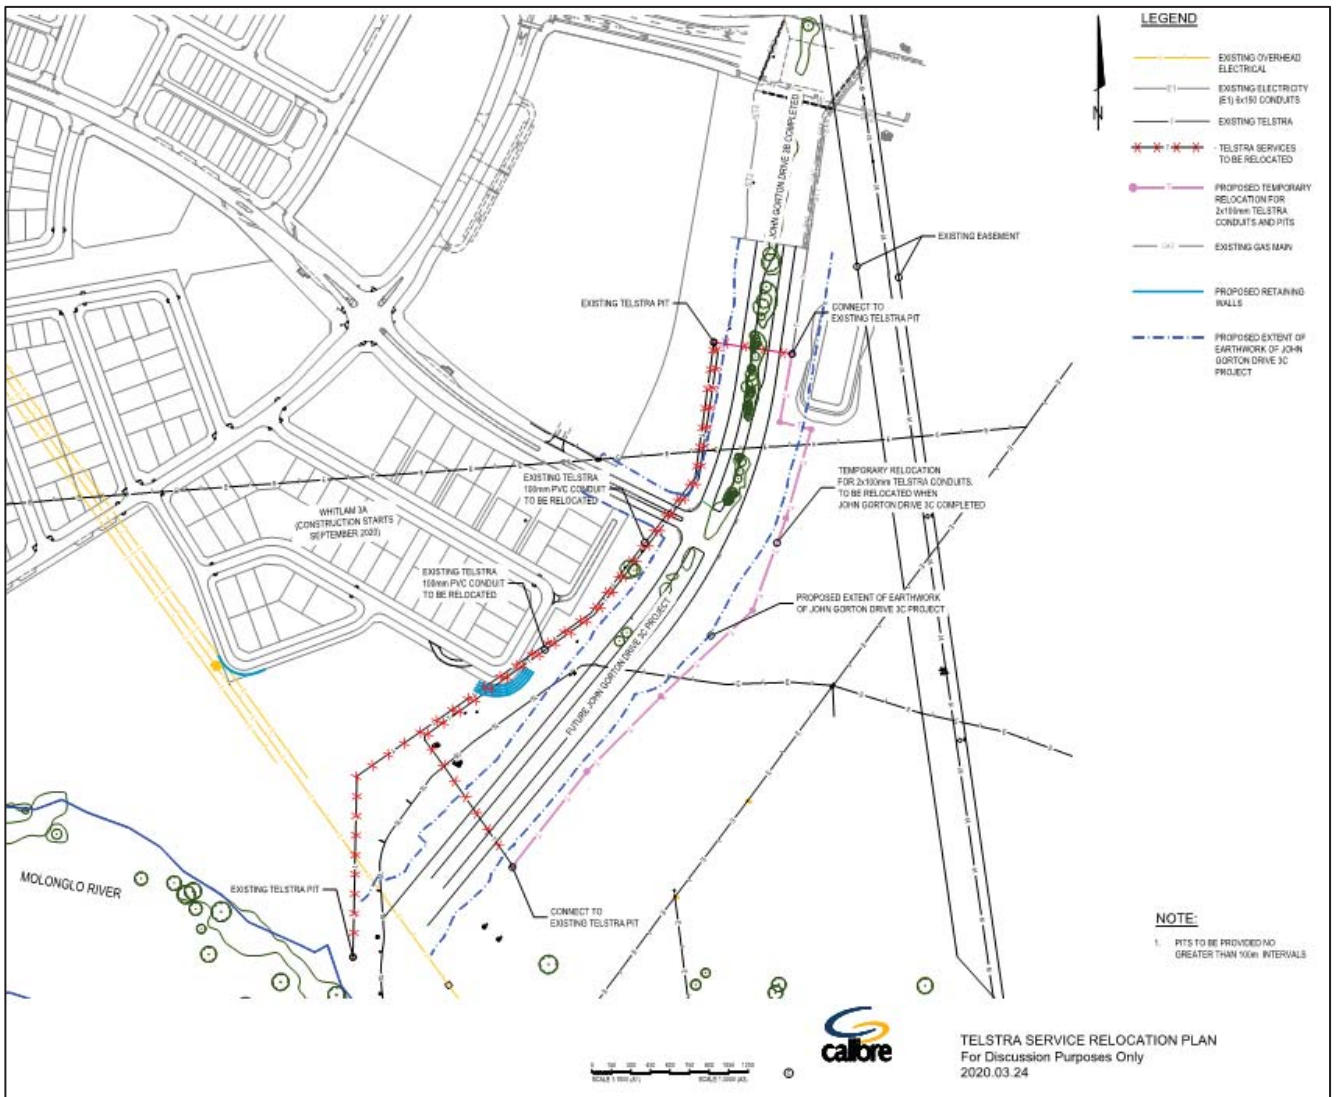 LEGEND
EXISTING OVERHEAD
ELECTRICAL
EXISTING ELECTRICITY
(E1) 6x150 CONDUITS
EXISTING TELSTRA
- TELSTRA SERVICES
TO BE RELOCATED
PROPOSED TEMPORARY
RELOCATION FOR
2x100mm TELSTRA
CONDUITS AND PITS
EXISTING GAS MAIN
PROPOSED RETAINING
WALLS
PROPOSED EXTENT OF
EARTHWORK OF JOHN
GORTON DRIVE 3C
PROJECT
N
JOHN GORTON DRIVE 3B COMPLETED
EXISTING EASEMENT
EXISTING TELSTRA PIT
CONNECT TO
EXISTING TELSTRA PIT
EXISTING TELSTRA
100mm PVC CONDUIT
TO BE RELOCATED
TEMPORARY RELOCATION
FOR 2x100mm TELSTRA CONDUITS.
TO BE RELOCATED WHEN
JOHN GORTON DRIVE 3C COMPLETED
WHITLAM 3A
(CONSTRUCTION STARTS
SEPTEMBER 2020)
EXISTING TELSTRA
100mm PVC CONDUIT
TO BE RELOCATED
PROPOSED EXTENT OF EARTHWORK
OF JOHN GORTON DRIVE 3C PROJECT
FUTURE JOHN GORTON DRIVE 3C PROJECT
MOLONGLO RIVER
EXISTING TELSTRA PIT
CONNECT TO
EXISTING TELSTRA PIT
NOTE:
1. PITS TO BE PROVIDED NO
GREATER THAN 100m INTERVALS
calibre
TELSTRA SERVICE RELOCATION PLAN
For Discussion Purposes Only
2020.03.24